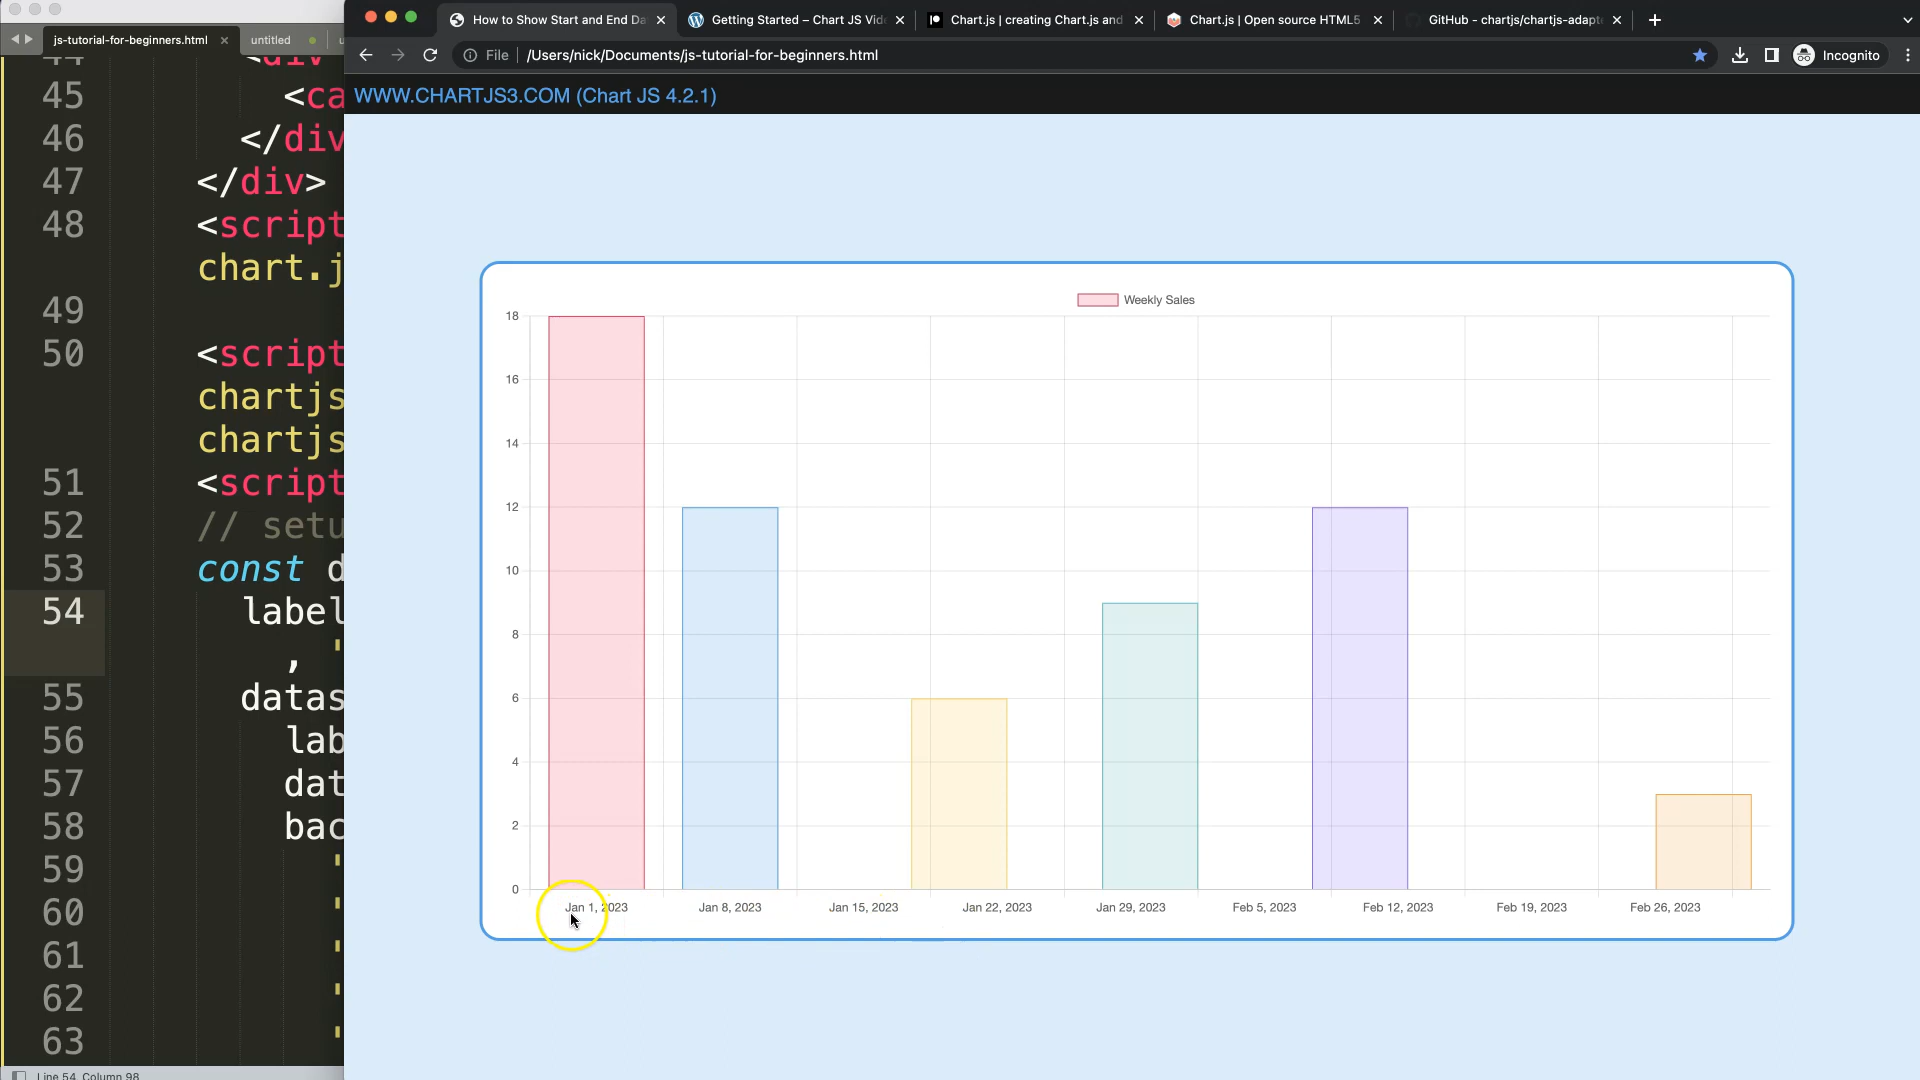 js-tutorial-for-beginners.html
untitled
How to Show Start and End Da
Getting Started – Chart JS Vid
Chart.js | creating Chart.js and
Chart.js | Open source HTML5
GitHub - chartjs/chartjs-adapt
File
/Users/nick/Documents/js-tutorial-for-beginners.html
Incognito
WWW.CHARTJS3.COM (Chart JS 4.2.1)
44 <div
45 <ca
46 </div
47 </div>
48 <script
chart.j
49
50 <script
chartjs
chartjs
51 <script
52 // setu
53 const d
54 label
, '
55 datas
56 lab
57 dat
58 bac
59 '
60 '
61 '
62 '
63 '
Line 54, Column 98
Weekly Sales
18
16
14
12
10
8
6
4
2
0
Jan 1, 2023 Jan 8, 2023 Jan 15, 2023 Jan 22, 2023 Jan 29, 2023 Feb 5, 2023 Feb 12, 2023 Feb 19, 2023 Feb 26, 2023